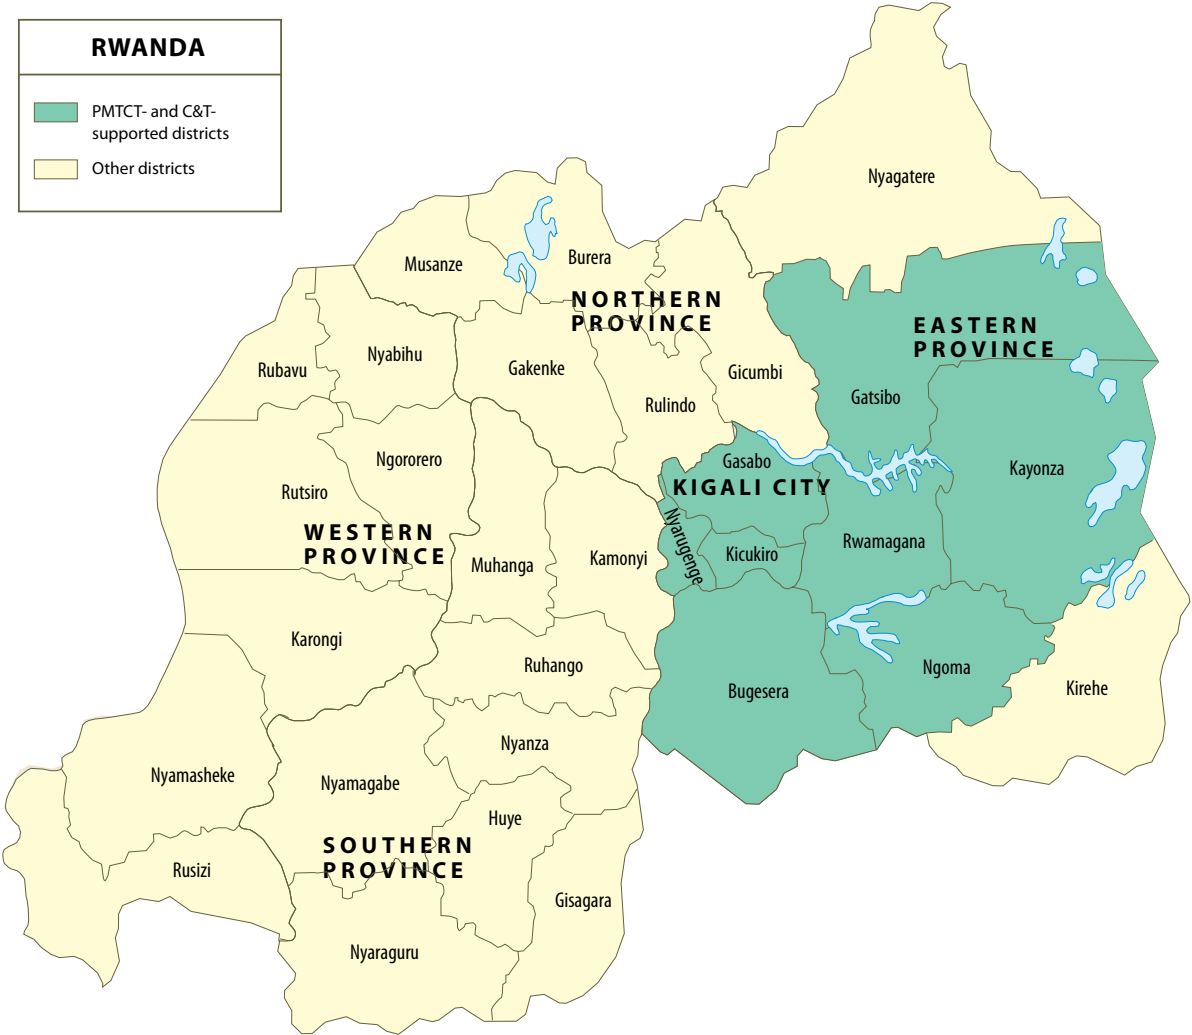 RWANDA
PMTCT- and C&T-
supported districts
Other districts
Nyagatere
Musanze
Burera
NORTHERN
PROVINCE
EASTERN
PROVINCE
Nyabihu
Rubavu
Gakenke
Gicumbi
Rulindo
Gatsibo
Ngororero
Gasabo
Kayonza
KIGALI CITY
Rutsiro
WESTERN
PROVINCE
Nyarugenge
Kicukiro
Rwamagana
Muhanga
Kamonyi
Karongi
Ruhango
Ngoma
Bugesera
Kirehe
Nyanza
Nyamasheke
Nyamagabe
Huye
SOUTHERN
PROVINCE
Rusizi
Gisagara
Nyaraguru